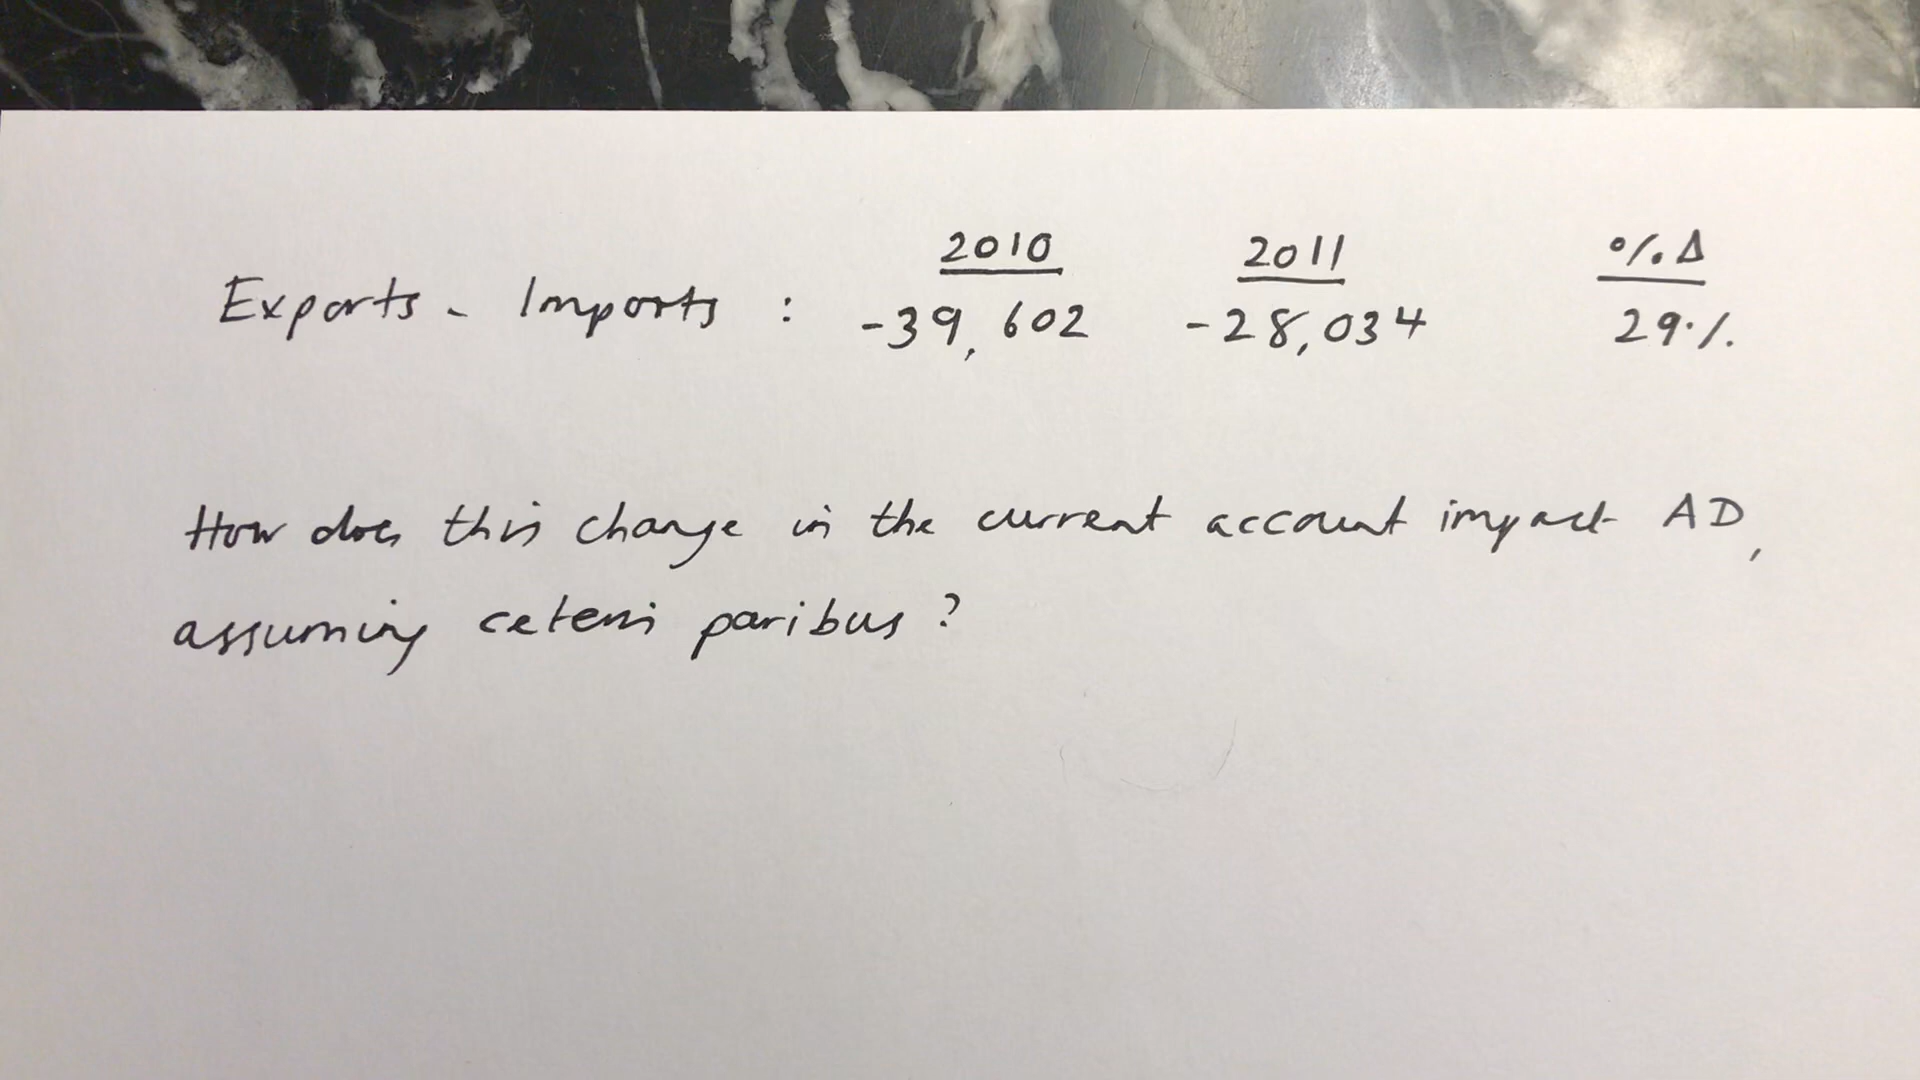 2010 2011 %Δ
Exports - Imports : -39,602 -28,034 29%
How does this change in the current account impact AD,
assuming ceteris paribus?